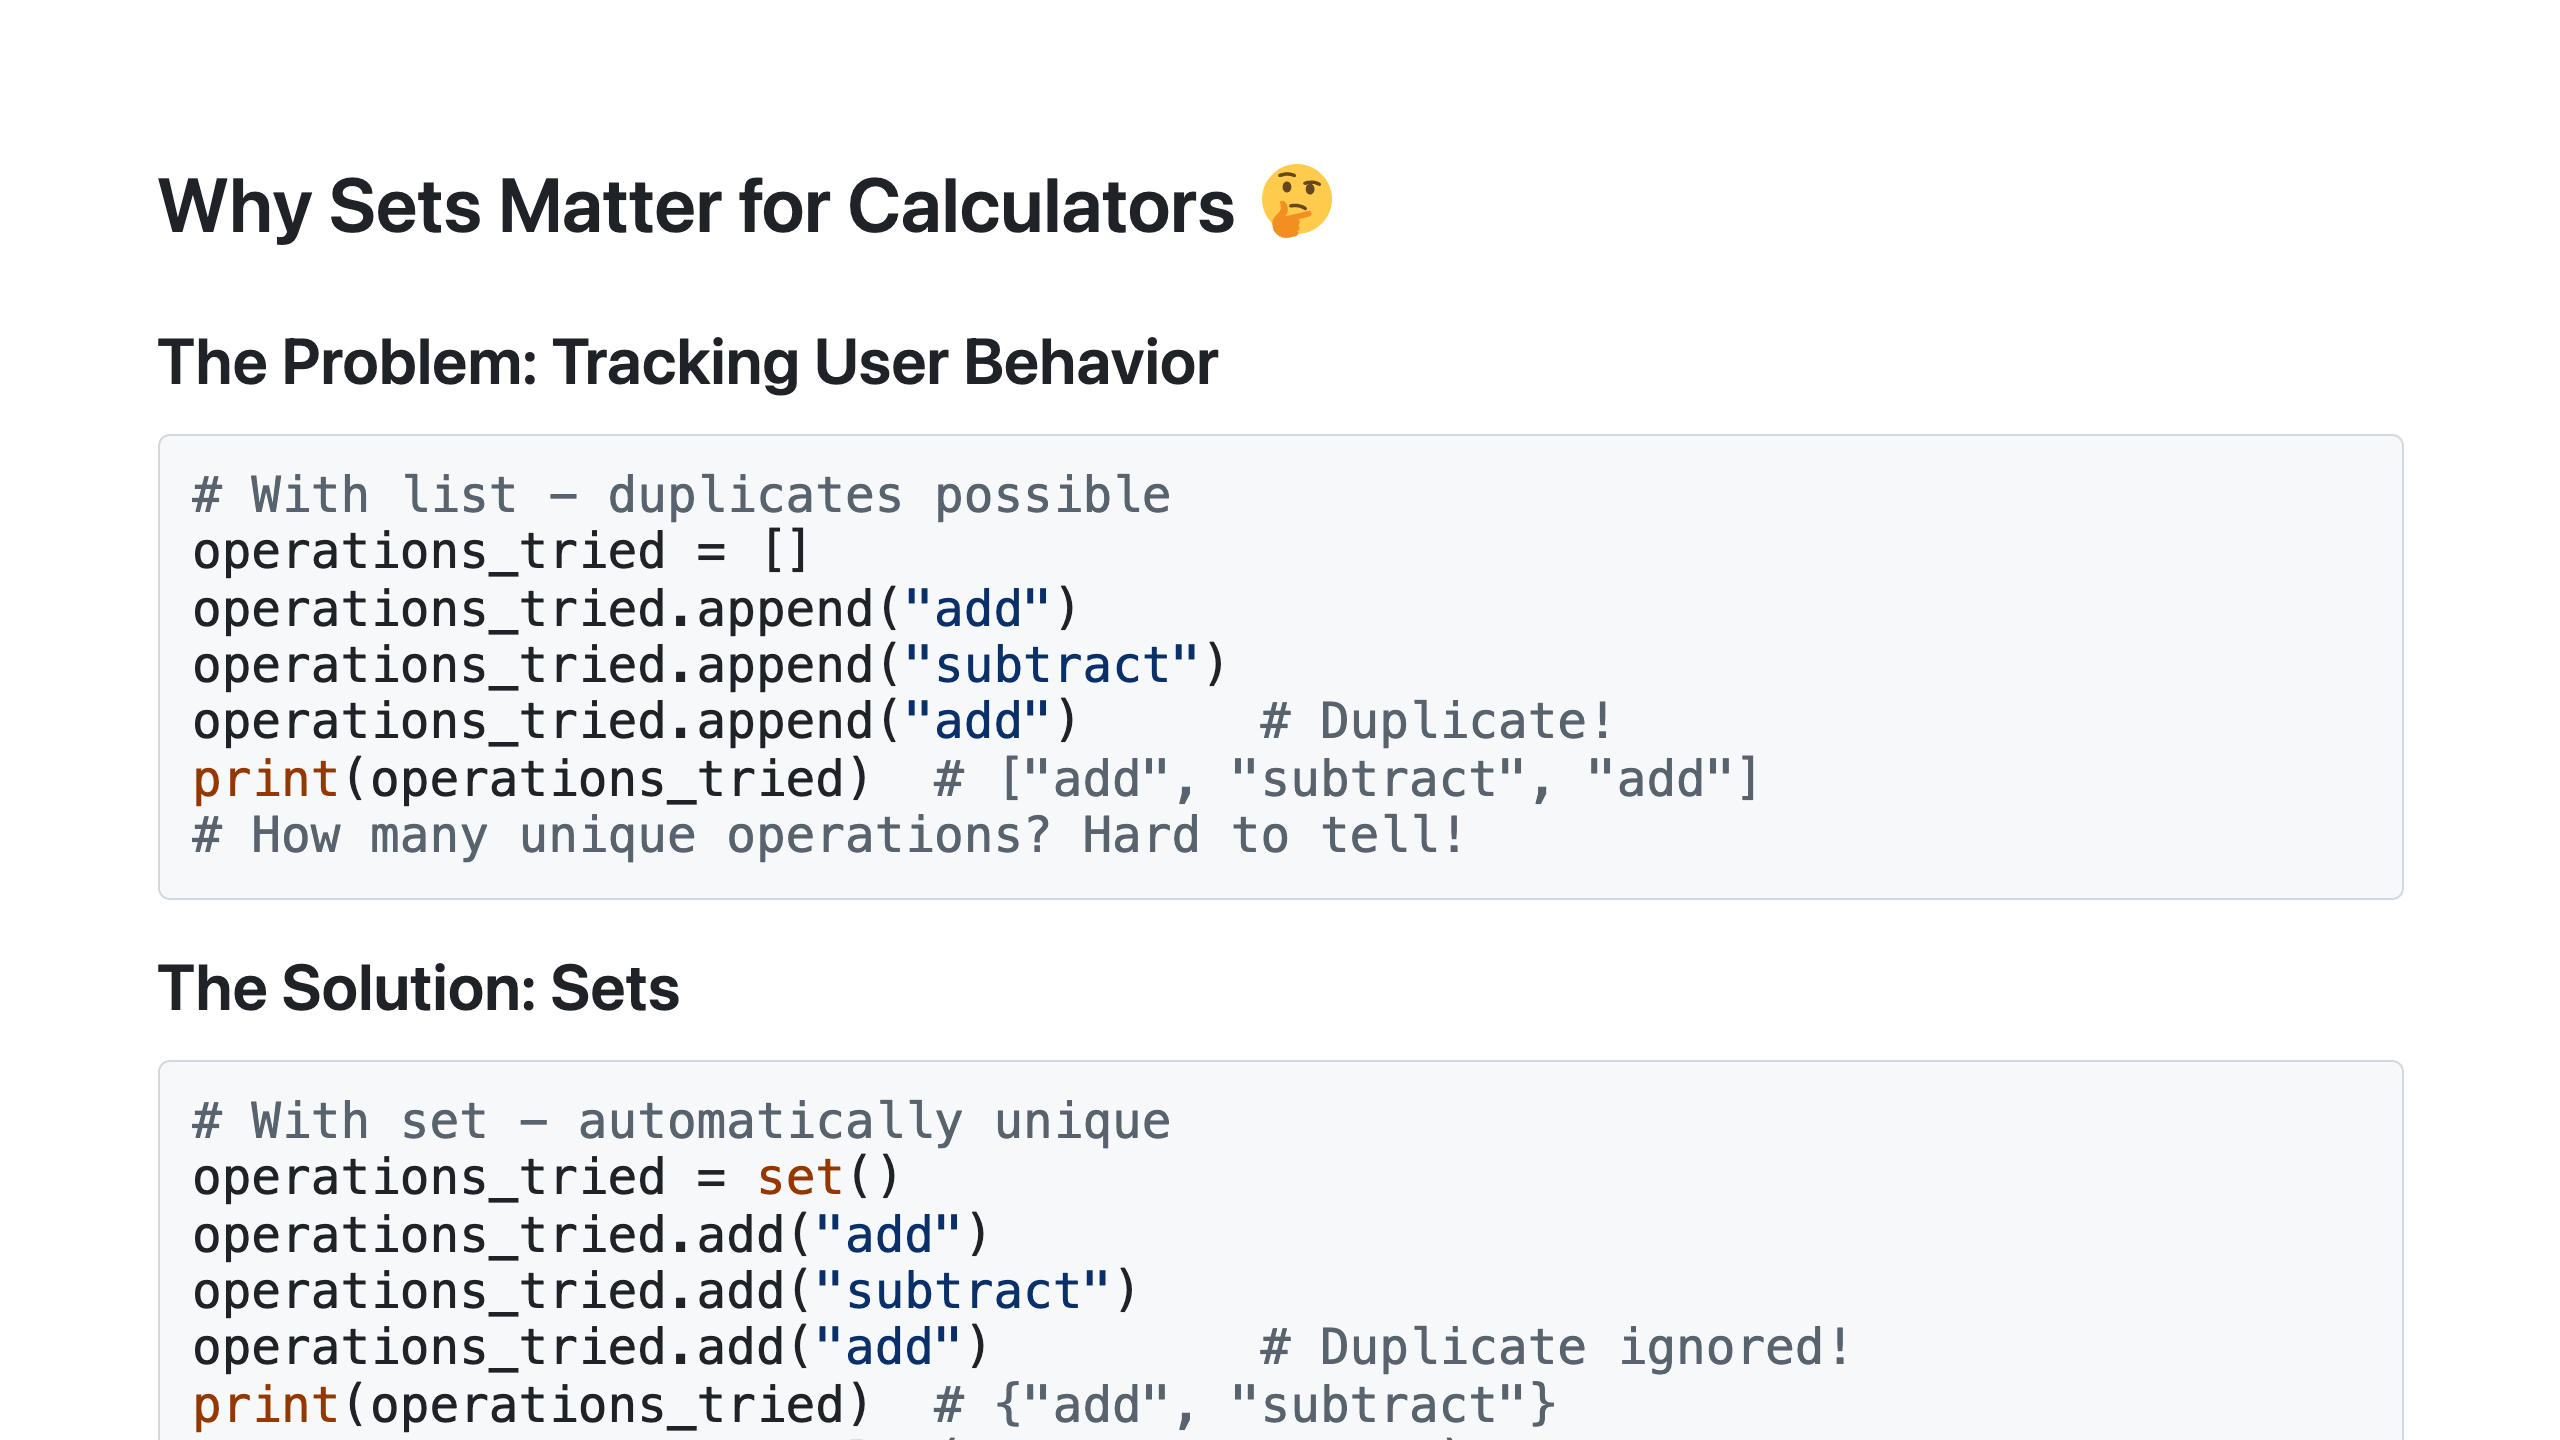 Why Sets Matter for Calculators 🤔
The Problem: Tracking User Behavior
# With list - duplicates possible
operations_tried = []
operations_tried.append("add")
operations_tried.append("subtract")
operations_tried.append("add")      # Duplicate!
print(operations_tried)  # ["add", "subtract", "add"]
# How many unique operations? Hard to tell!
The Solution: Sets
# With set - automatically unique
operations_tried = set()
operations_tried.add("add")
operations_tried.add("subtract")
operations_tried.add("add")         # Duplicate ignored!
print(operations_tried)  # {"add", "subtract"}